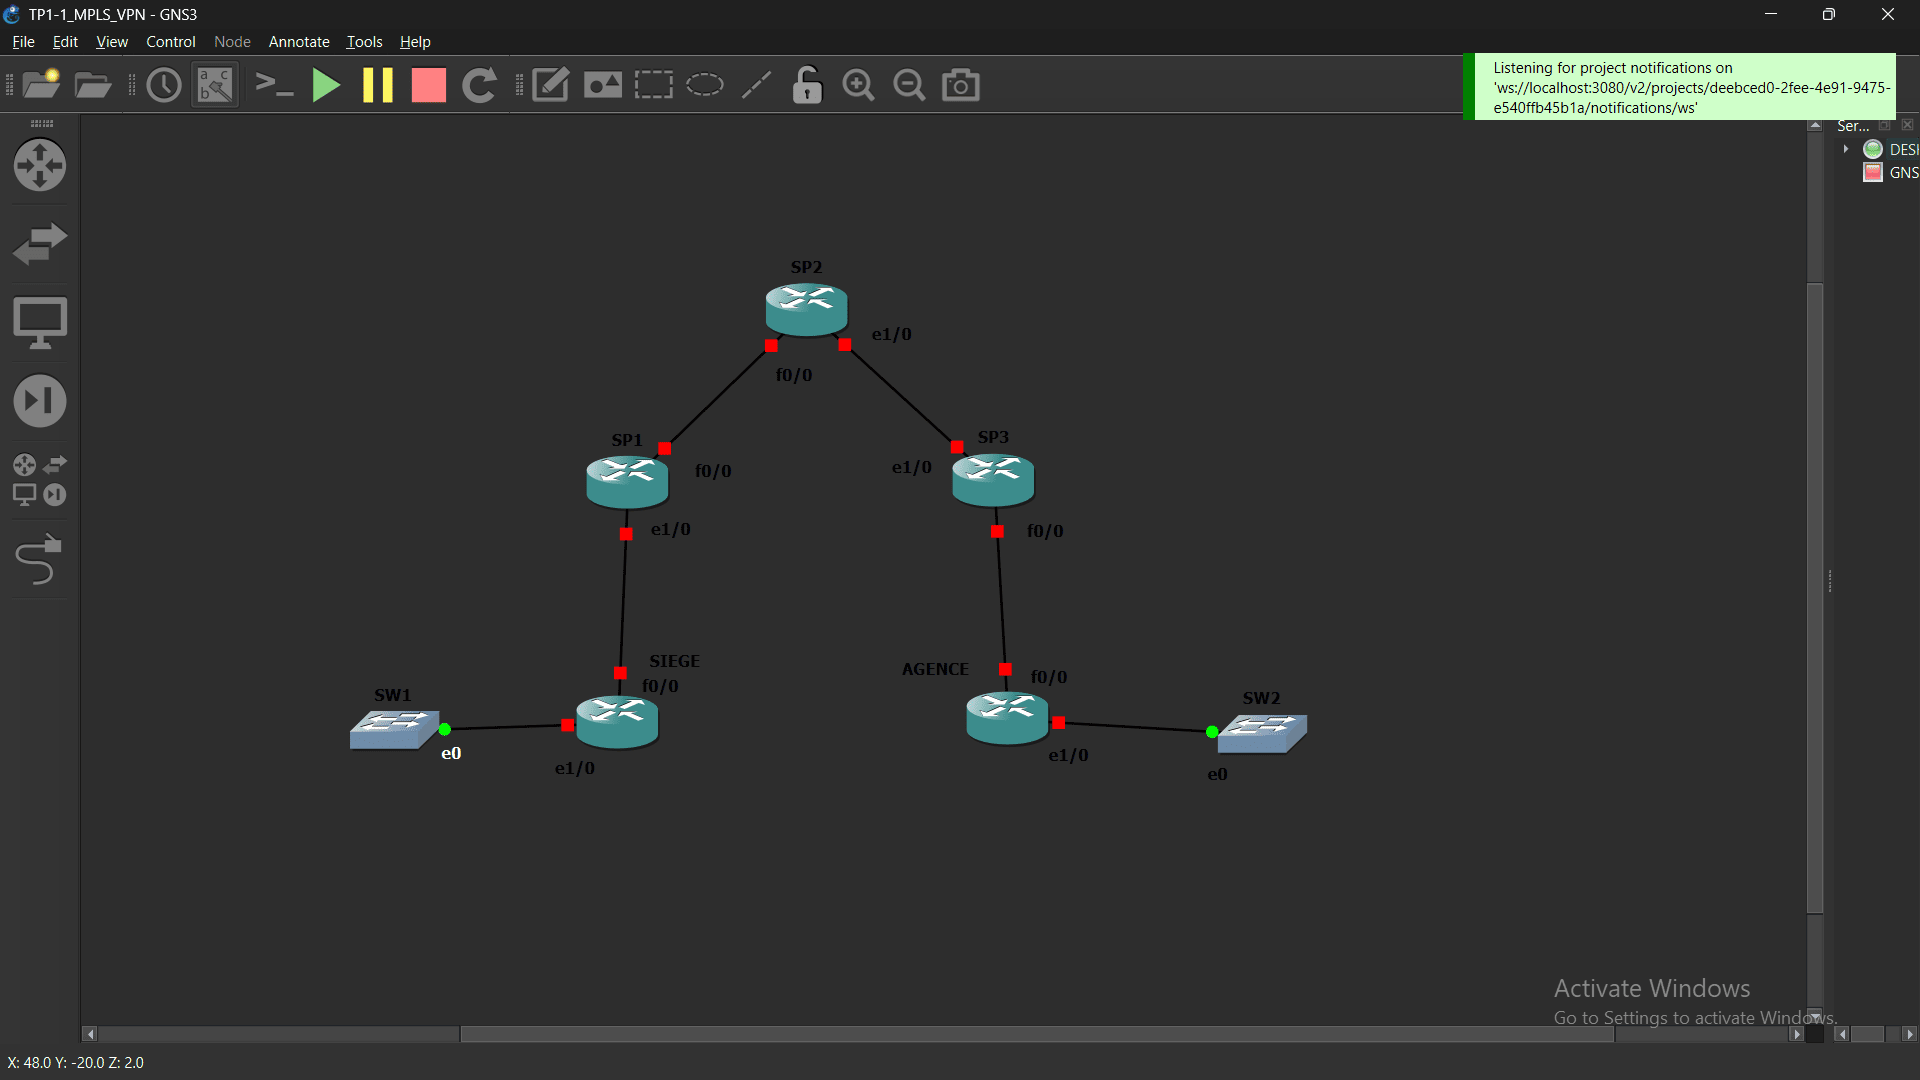 TP1-1_MPLS_VPN - GNS3
File Edit View Control Node Annotate Tools Help
a c
b
Listening for project notifications on
'ws://localhost:3080/v2/projects/deebced0-2fee-4e91-9475-
e540ffb45b1a/notifications/ws'
Ser...
DESI
GNS
SP2
e1/0
f0/0
SP1
SP3
f0/0
e1/0
e1/0
f0/0
SIEGE
f0/0
AGENCE
f0/0
SW1
SW2
e0
e1/0
e1/0
e0
Activate Windows
Go to Settings to activate Windows.
X: 48.0 Y: -20.0 Z: 2.0